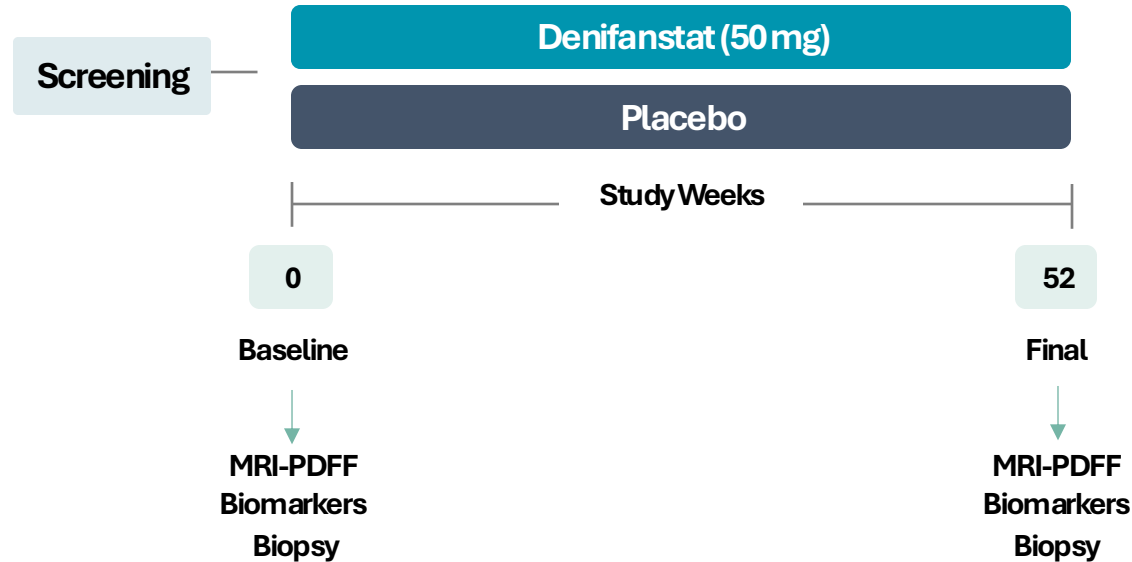 Denifanstat (50 mg)
Screening
Placebo
Study Weeks
0
52
Baseline
Final
MRI-PDFF
Biomarkers
Biopsy
MRI-PDFF
Biomarkers
Biopsy